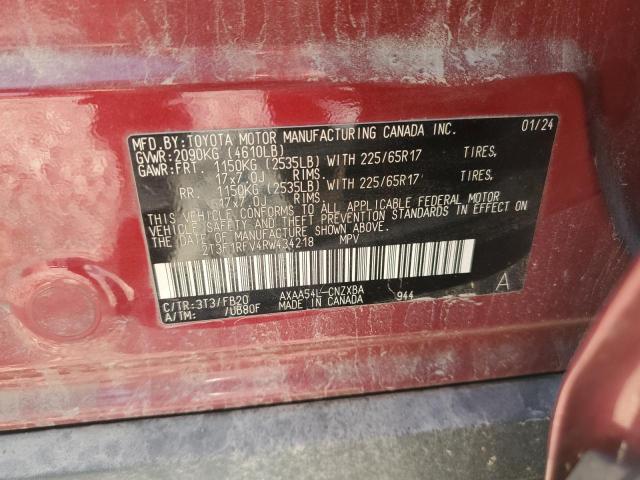 MFD.BY:TOYOTA MOTOR MANUFACTURING CANADA INC. 01/24
GVWR:2090KG (4610LB)
GAWR:FRT. 1150KG (2535LB) WITH 225/65R17 TIRES,
17x7.0J RIMS.
RR. 1150KG (2535LB) WITH 225/65R17 TIRES,
17x7.0J RIMS.
THIS VEHICLE CONFORMS TO ALL APPLICABLE FEDERAL MOTOR
VEHICLE SAFETY, AND THEFT PREVENTION STANDARDS IN EFFECT ON
THE DATE OF MANUFACTURE SHOWN ABOVE.
2T3F1RFV4RW434218 MPV
C/TR:3T3/FB20 AXAA54L-CNZXBA 944 A
A/TM: /UB80F MADE IN CANADA